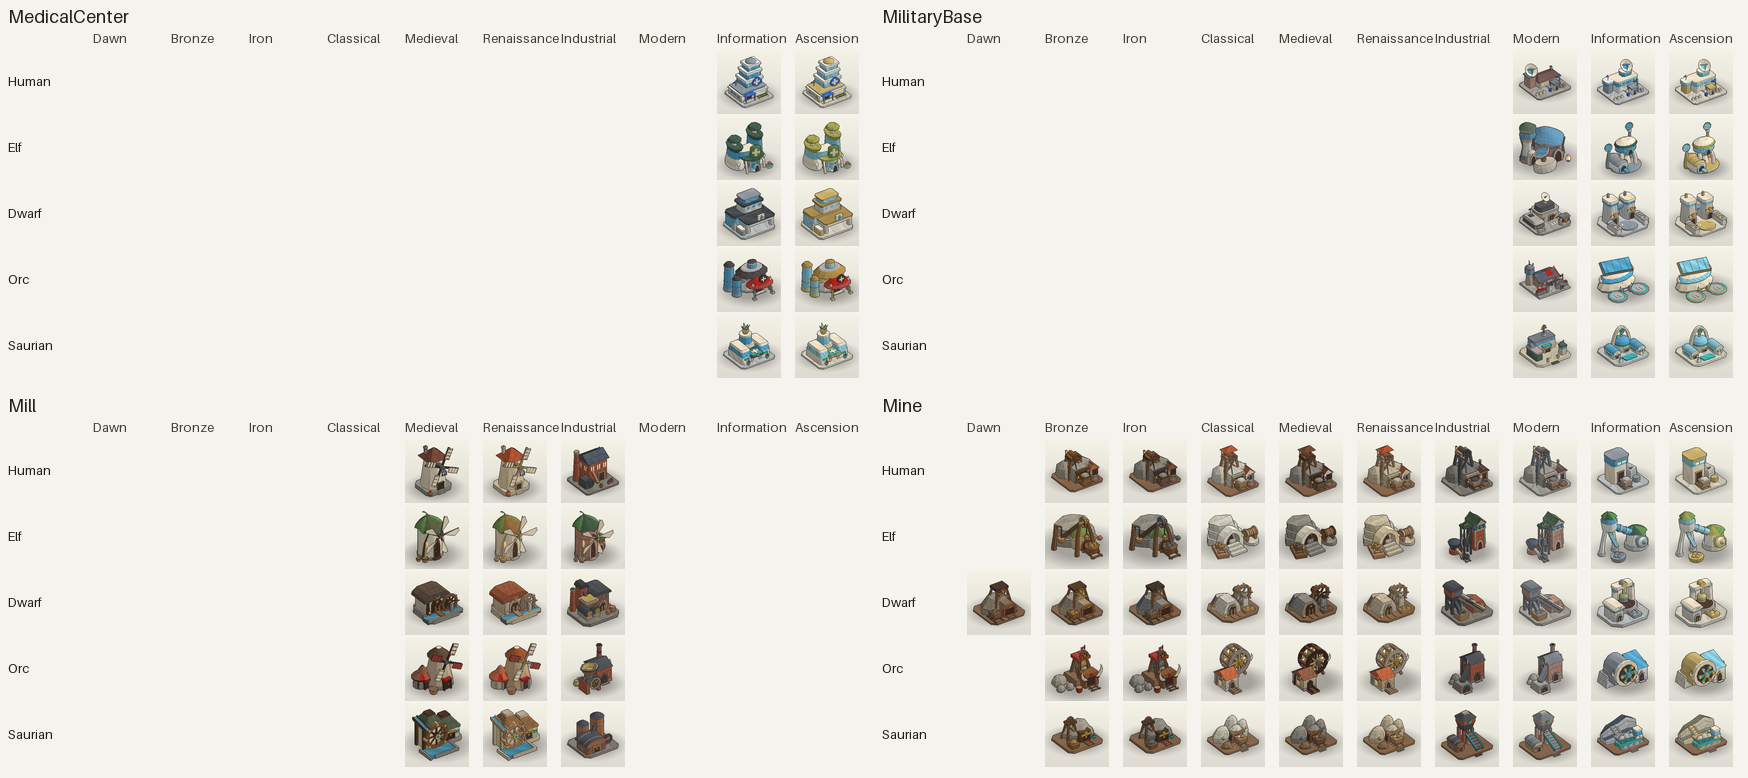 MedicalCenter
Dawn Bronze Iron Classical Medieval Renaissance Industrial Modern Information Ascension
Human
Elf
Dwarf
Orc
Saurian
MilitaryBase
Dawn Bronze Iron Classical Medieval Renaissance Industrial Modern Information Ascension
Human
Elf
Dwarf
Orc
Saurian
Mill
Dawn Bronze Iron Classical Medieval Renaissance Industrial Modern Information Ascension
Human
Elf
Dwarf
Orc
Saurian
Mine
Dawn Bronze Iron Classical Medieval Renaissance Industrial Modern Information Ascension
Human
Elf
Dwarf
Orc
Saurian